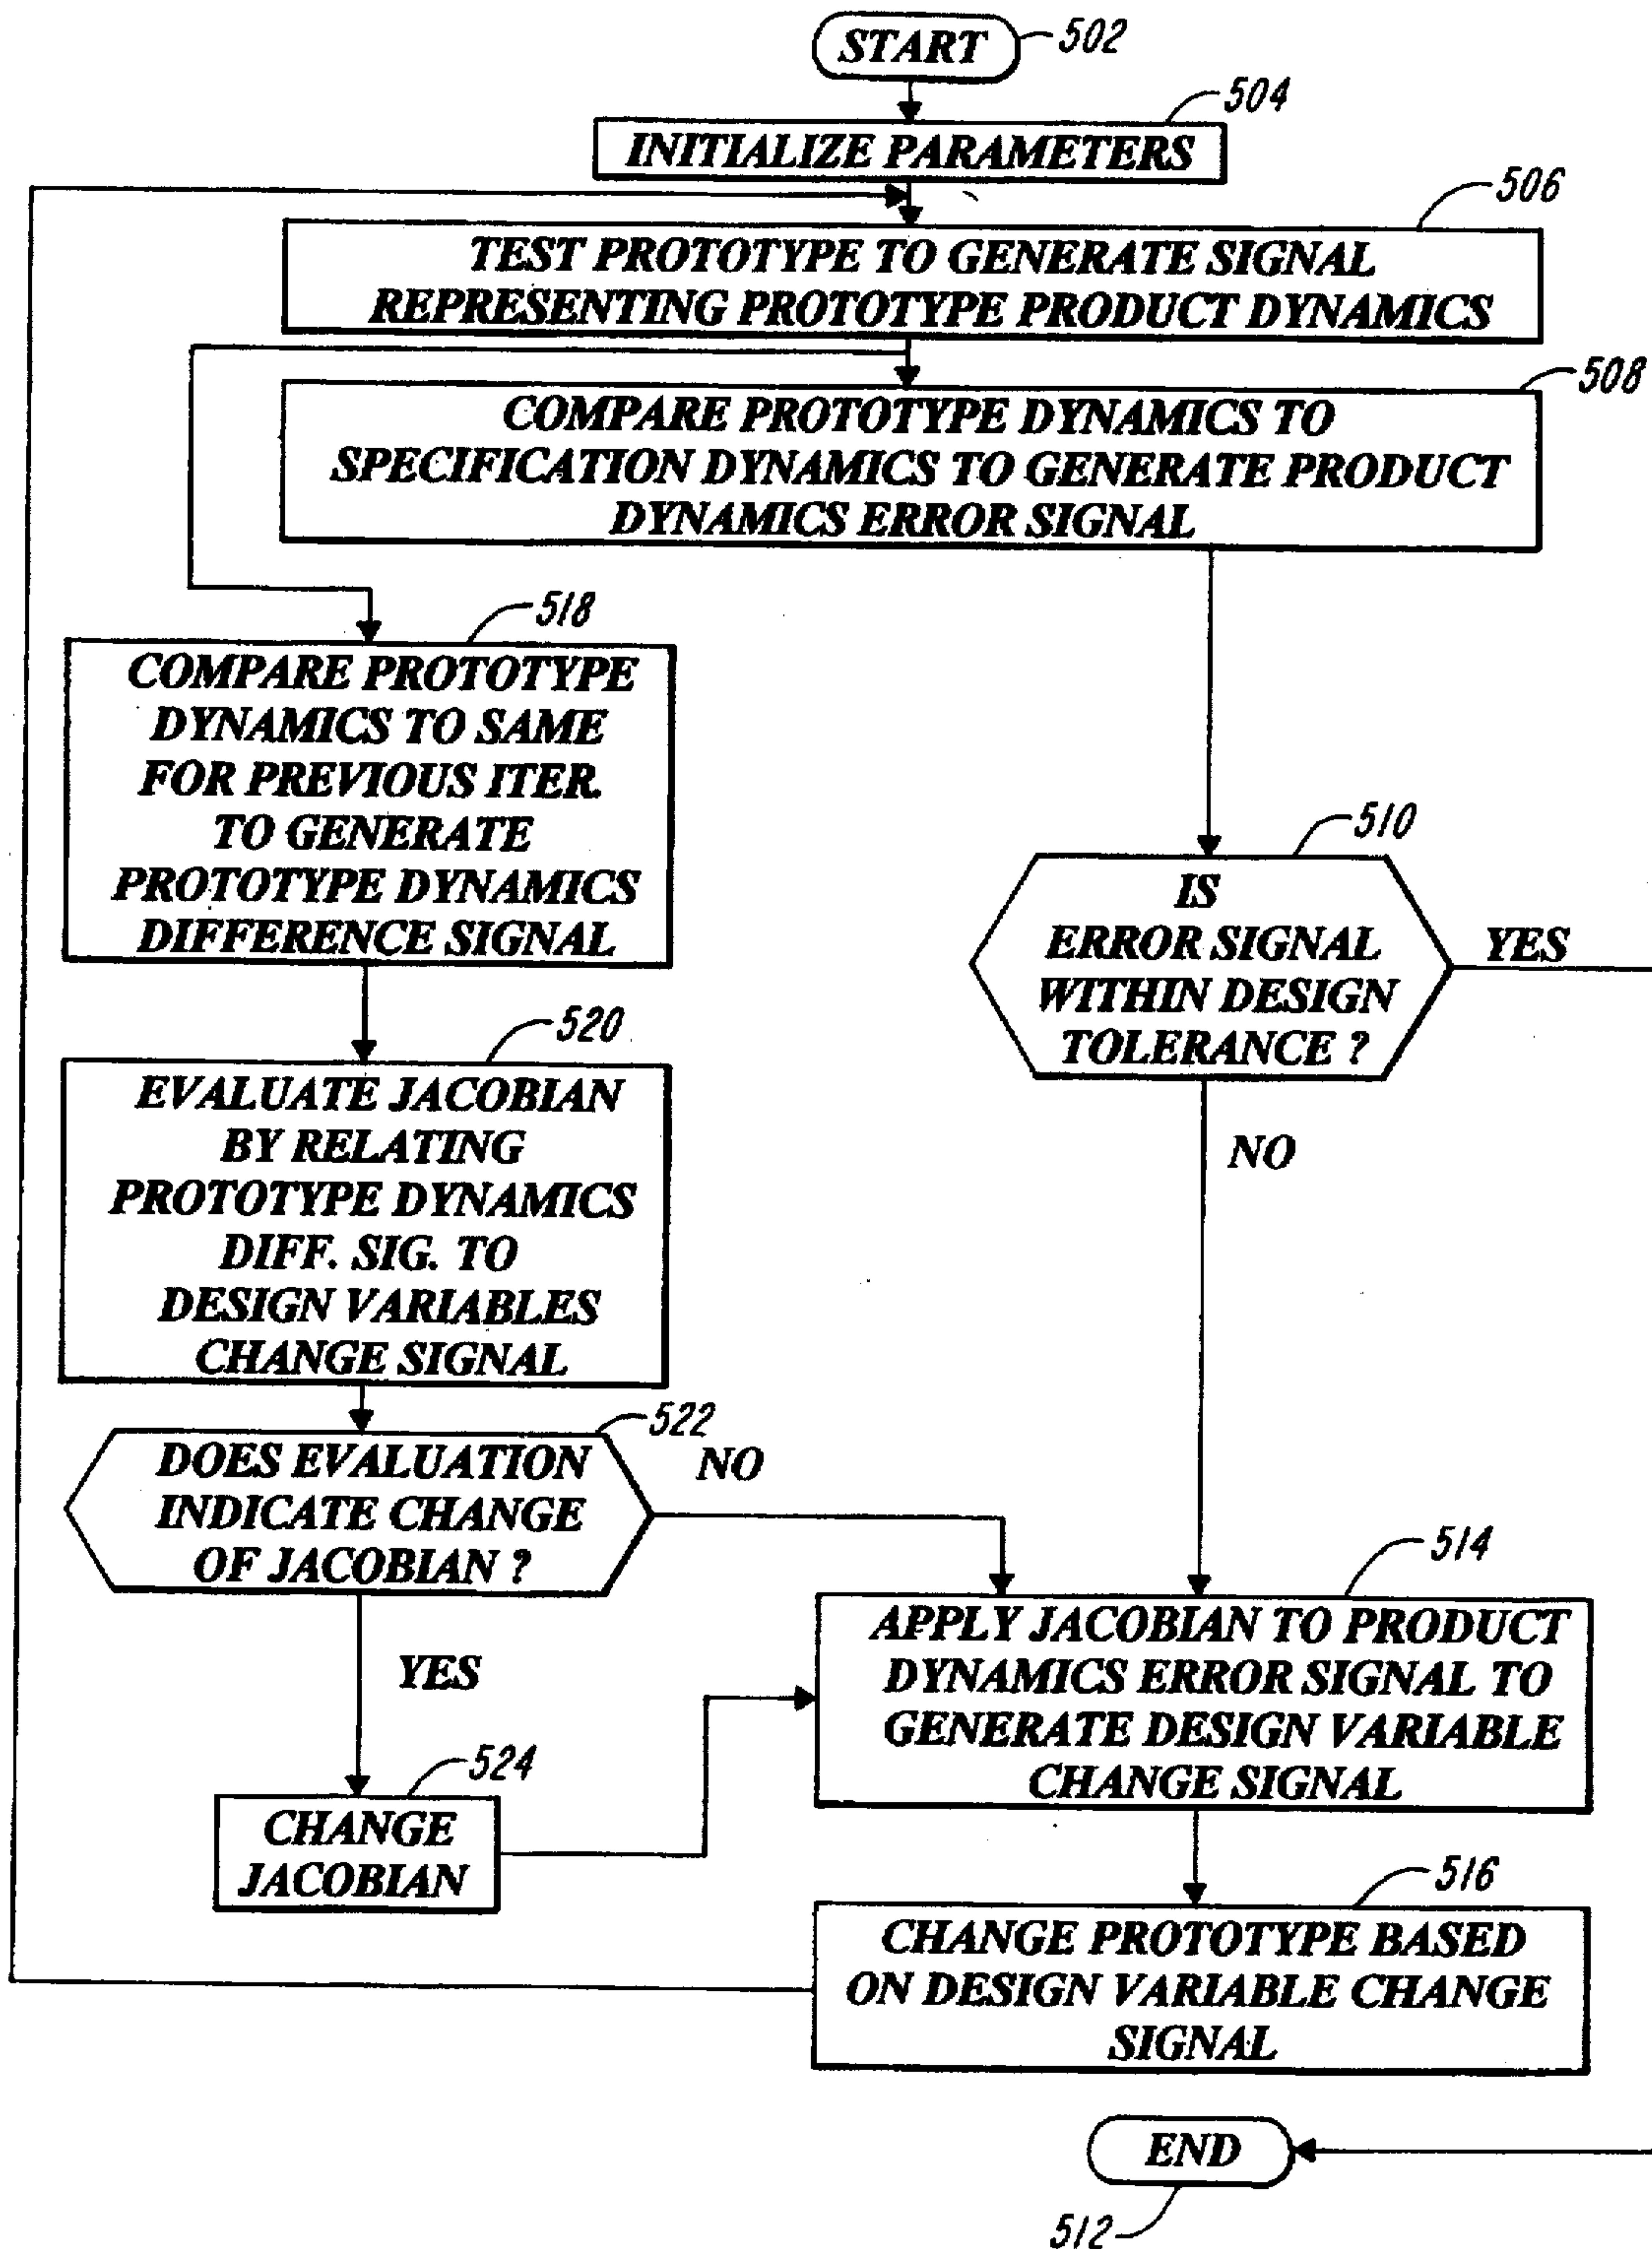 START
502
504
INITIALIZE PARAMETERS
506
TEST PROTOTYPE TO GENERATE SIGNAL
REPRESENTING PROTOTYPE PRODUCT DYNAMICS
508
COMPARE PROTOTYPE DYNAMICS TO
SPECIFICATION DYNAMICS TO GENERATE PRODUCT
DYNAMICS ERROR SIGNAL
518
COMPARE PROTOTYPE
DYNAMICS TO SAME
FOR PREVIOUS ITER.
TO GENERATE
PROTOTYPE DYNAMICS
DIFFERENCE SIGNAL
510
IS
ERROR SIGNAL
WITHIN DESIGN
TOLERANCE ?
YES
NO
520
EVALUATE JACOBIAN
BY RELATING
PROTOTYPE DYNAMICS
DIFF. SIG. TO
DESIGN VARIABLES
CHANGE SIGNAL
522
DOES EVALUATION
INDICATE CHANGE
OF JACOBIAN ?
NO
YES
514
APPLY JACOBIAN TO PRODUCT
DYNAMICS ERROR SIGNAL TO
GENERATE DESIGN VARIABLE
CHANGE SIGNAL
524
CHANGE
JACOBIAN
516
CHANGE PROTOTYPE BASED
ON DESIGN VARIABLE CHANGE
SIGNAL
END
512